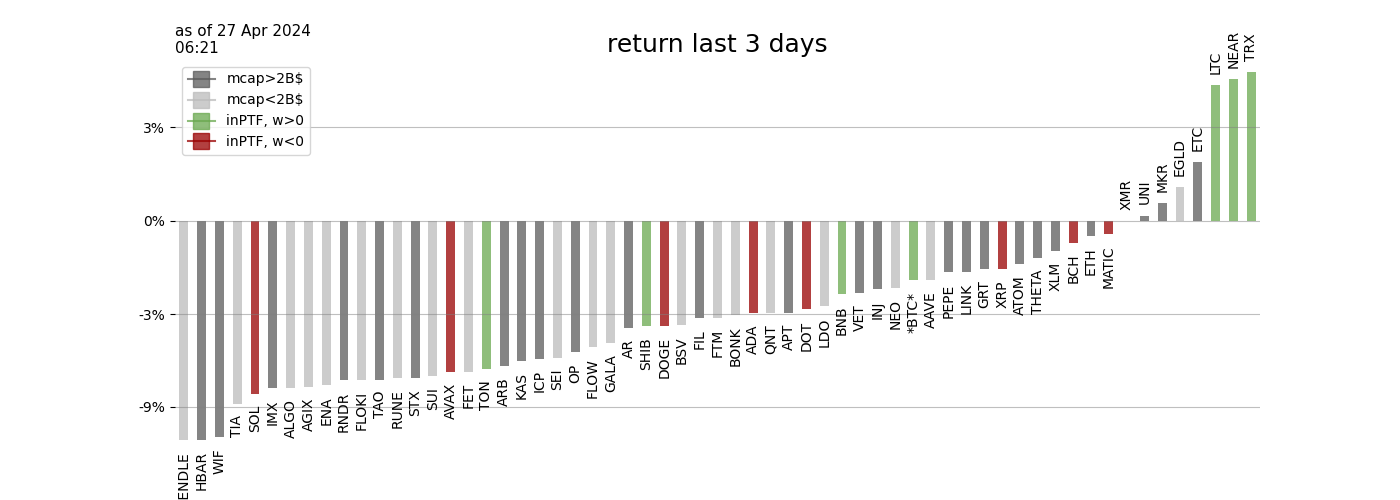 as of 27 Apr 2024
06:21
return last 3 days
mcap>2B$
mcap<2B$
inPTF, w>0
inPTF, w<0
3%
0%
-3%
-9%
ENDLE
HBAR
WIF
TIA
SOL
IMX
ALGO
AGIX
ENA
RNDR
FLOKI
TAO
RUNE
STX
SUI
AVAX
FET
TON
ARB
KAS
ICP
SEI
OP
FLOW
GALA
AR
SHIB
DOGE
BSV
FIL
FTM
BONK
ADA
QNT
APT
DOT
LDO
BNB
VET
INJ
NEO
*BTC*
AAVE
PEPE
LINK
GRT
XRP
ATOM
THETA
XLM
BCH
ETH
MATIC
XMR
UNI
MKR
EGLD
ETC
LTC
NEAR
TRX